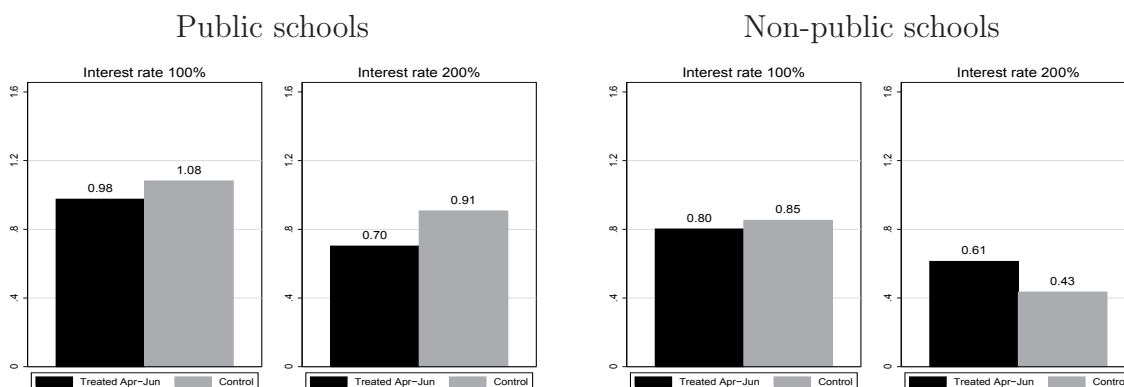 Public schools
Non-public schools
Interest rate 100%
Interest rate 200%
Interest rate 100%
Interest rate 200%
1.6
1.6
1.6
1.6
1.2
1.2
1.2
1.2
0.98
1.08
0.70
0.91
0.80
0.85
0.61
0.43
.8
.8
.8
.8
.4
.4
.4
.4
0
0
0
0
Treated Apr−Jun
Control
Treated Apr−Jun
Control
Treated Apr−Jun
Control
Treated Apr−Jun
Control